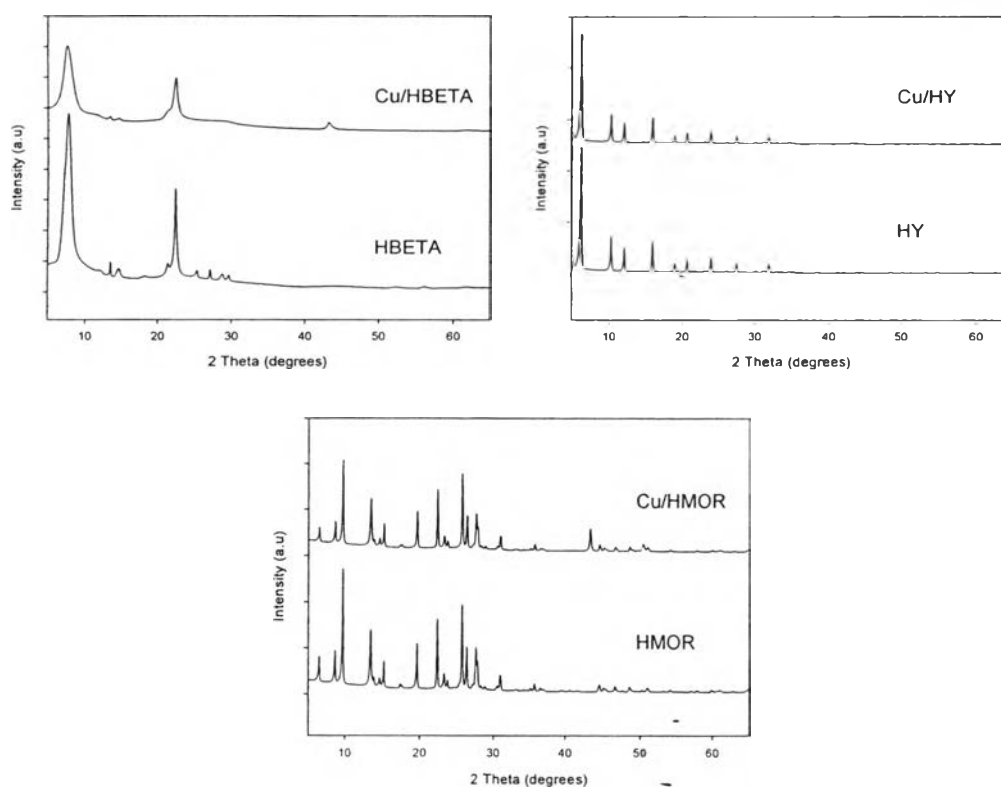 Cu/HBETA
HBETA
Intensity (a.u)
10 20 30 40 50 60
2 Theta (degrees)
Cu/HY
HY
Intensity (a.u)
10 20 30 40 50 60
2 Theta (degrees)
Cu/HMOR
HMOR
Intensity (a.u)
10 20 30 40 50 60
2 Theta (degrees)